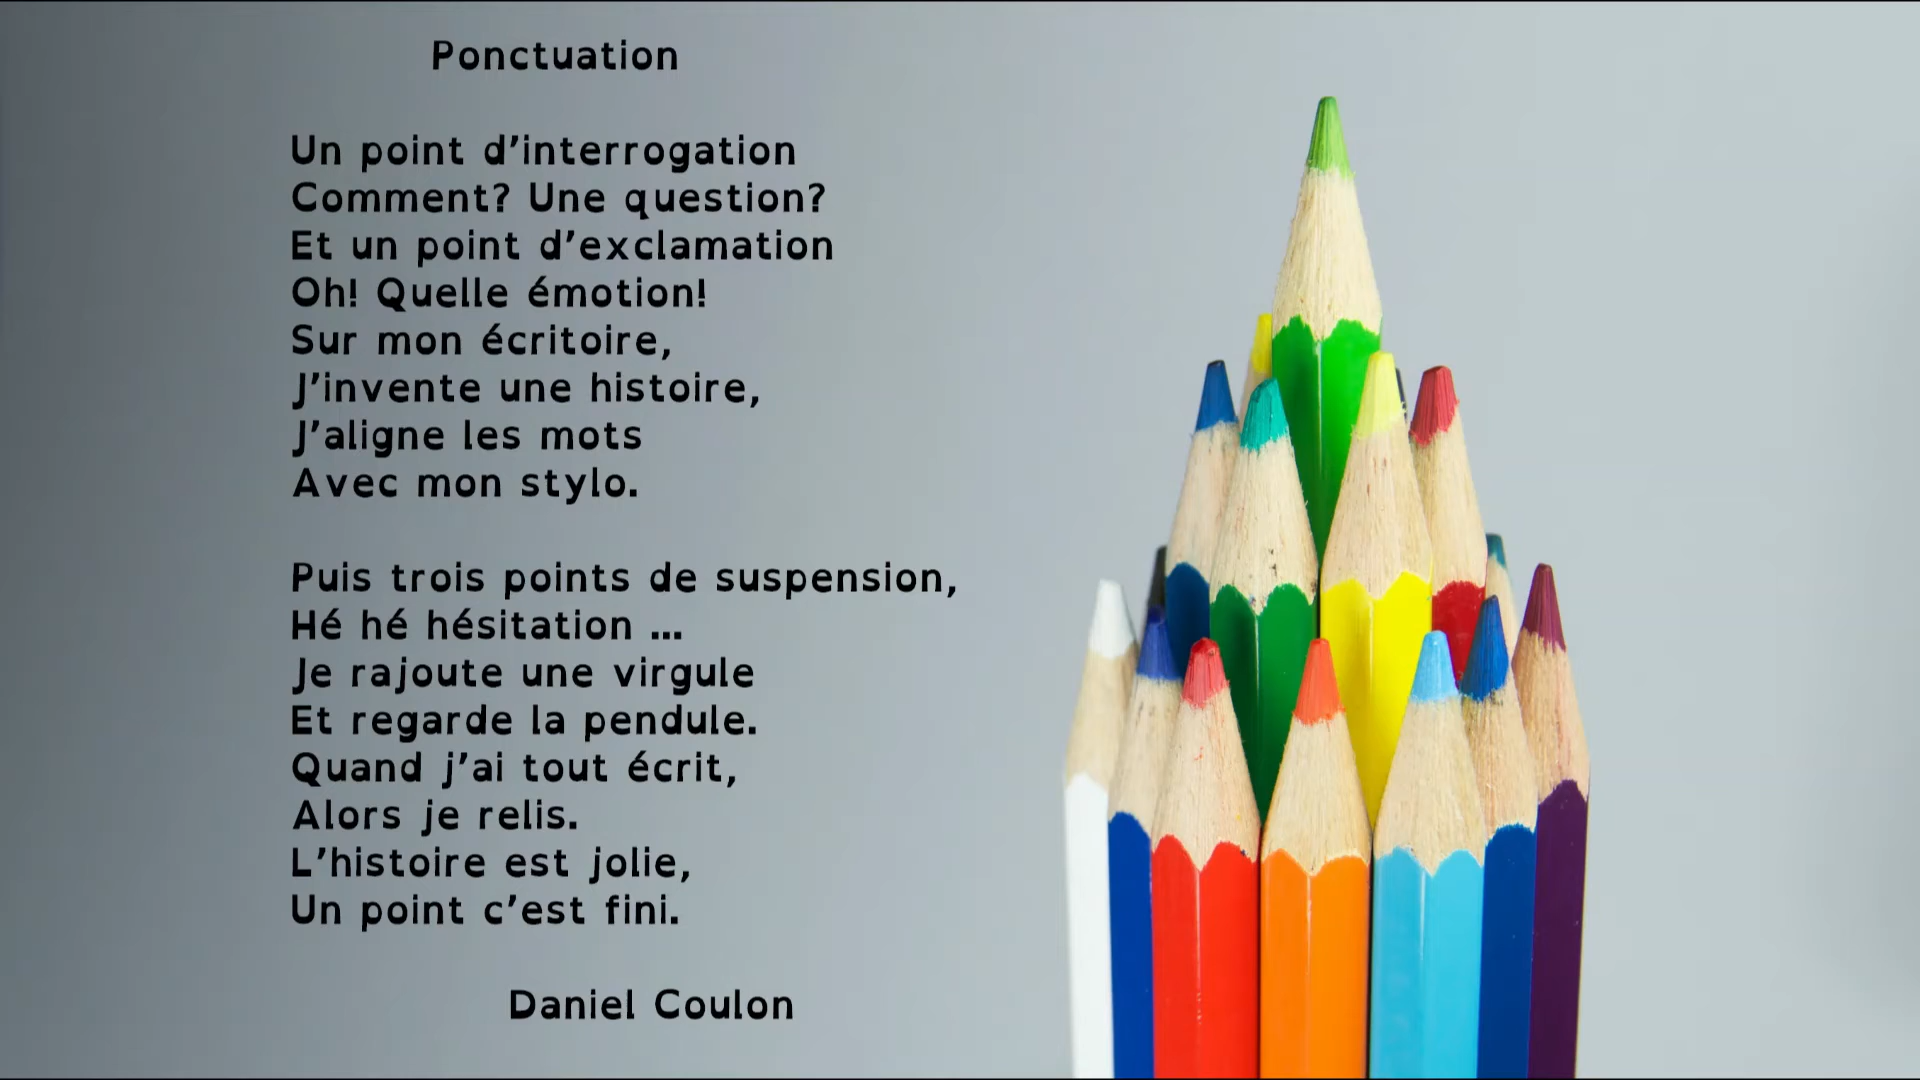 Ponctuation
Un point d’interrogation
Comment? Une question?
Et un point d’exclamation
Oh! Quelle émotion!
Sur mon écritoire,
J’invente une histoire,
J’aligne les mots
Avec mon stylo.
Puis trois points de suspension,
Hé hé hésitation ...
Je rajoute une virgule
Et regarde la pendule.
Quand j’ai tout écrit,
Alors je relis.
L’histoire est jolie,
Un point c’est fini.
Daniel Coulon